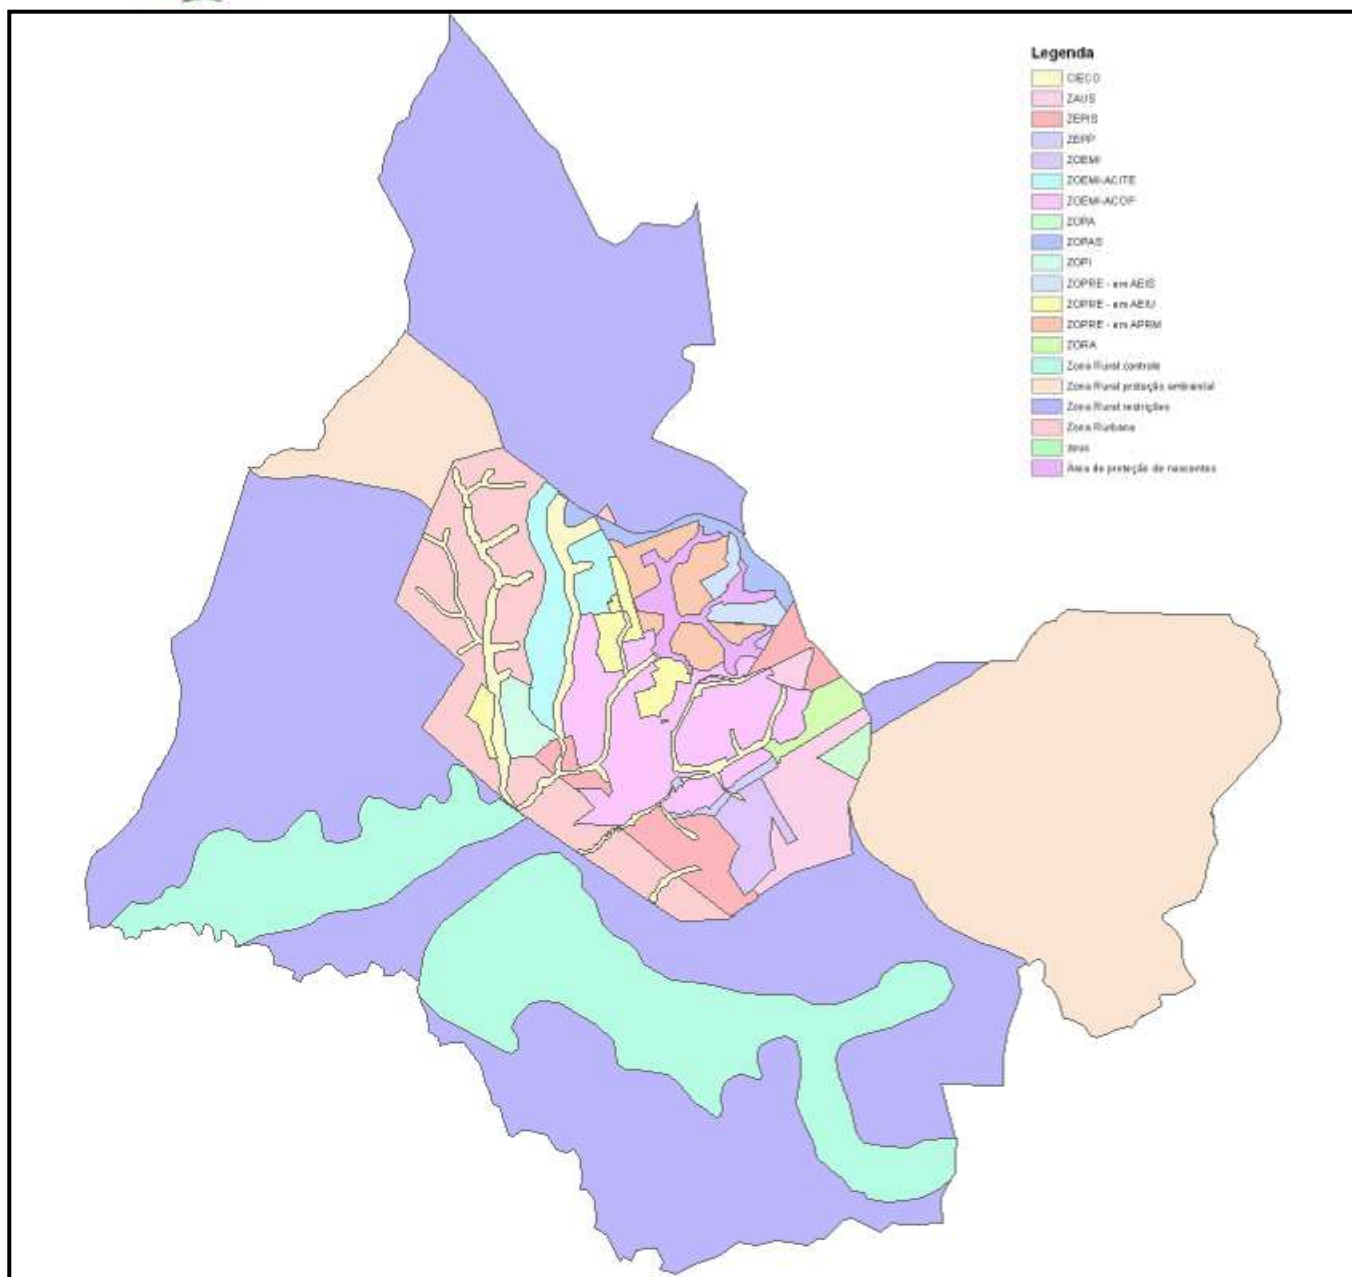 Legenda
CIECO
ZAUS
ZEPIS
ZEPP
ZOEMI
ZOEMI-ACITE
ZOEMI-ACOP
ZOPA
ZOPAS
ZOPI
ZOPRE - em AEIS
ZOPRE - em AEIU
ZOPRE - em APRM
ZORA
Zona Rural controle
Zona Rural proteção ambiental
Zona Rural restrições
Zona Rurbana
Área de proteção de nascentes